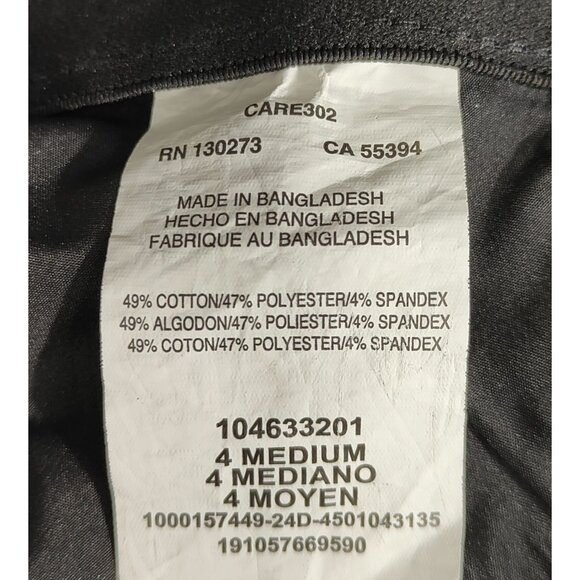 CARE302
RN 130273 CA 55394
MADE IN BANGLADESH
HECHO EN BANGLADESH
FABRIQUE AU BANGLADESH
49% COTTON/47% POLYESTER/4% SPANDEX
49% ALGODON/47% POLIESTER/4% SPANDEX
49% COTON/47% POLYESTER/4% SPANDEX
104633201
4 MEDIUM
4 MEDIANO
4 MOYEN
1000157449-24D-4501043135
191057669590